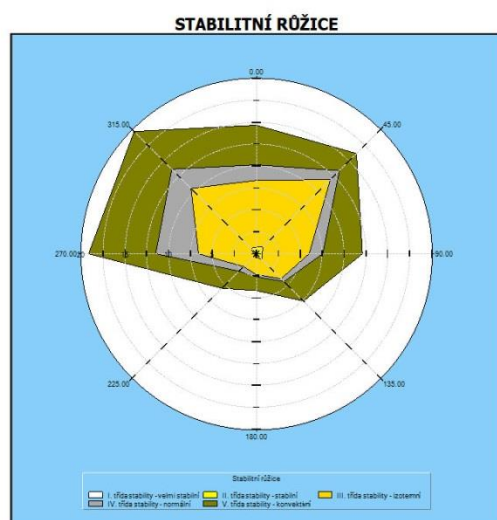 STABILITNÍ RŮŽICE
0.00
315.00
45.00
270.00
90.00
225.00
135.00
180.00
Stabilitní růžice
I. třída stability - velmi stabilní
II. třída stability - stabilní
III. třída stability - izotermní
IV. třída stability - normální
V. třída stability - konvektivní